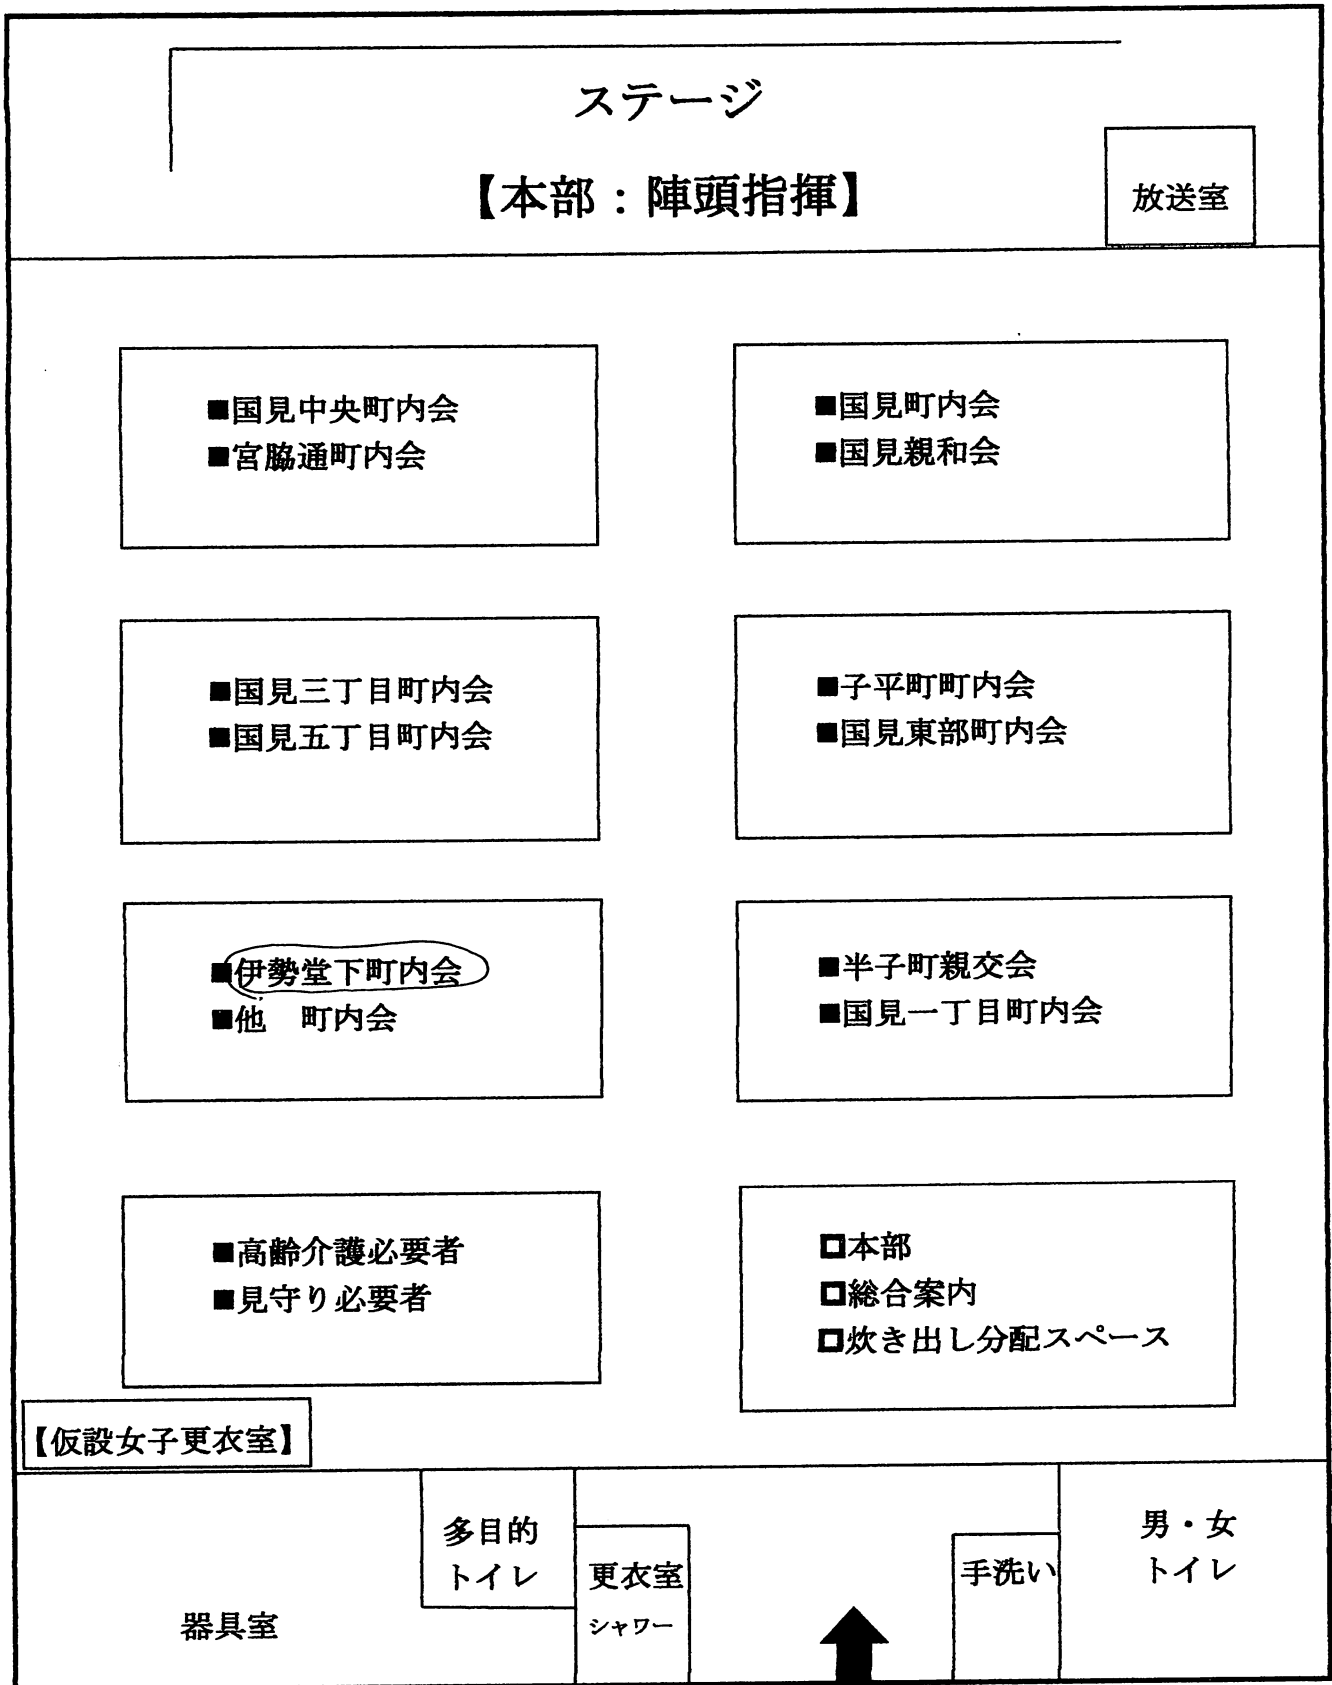 ステージ
【本部：陣頭指揮】
放送室
■国見中央町内会
■宮脇通町内会
■国見町内会
■国見親和会
■国見三丁目町内会
■国見五丁目町内会
■子平町町内会
■国見東部町内会
■伊勢堂下町内会
■他　町内会
■半子町親交会
■国見一丁目町内会
■高齢介護必要者
■見守り必要者
□本部
□総合案内
□炊き出し分配スペース
【仮設女子更衣室】
器具室
多目的
トイレ
更衣室
シャワー
手洗い
男・女
トイレ